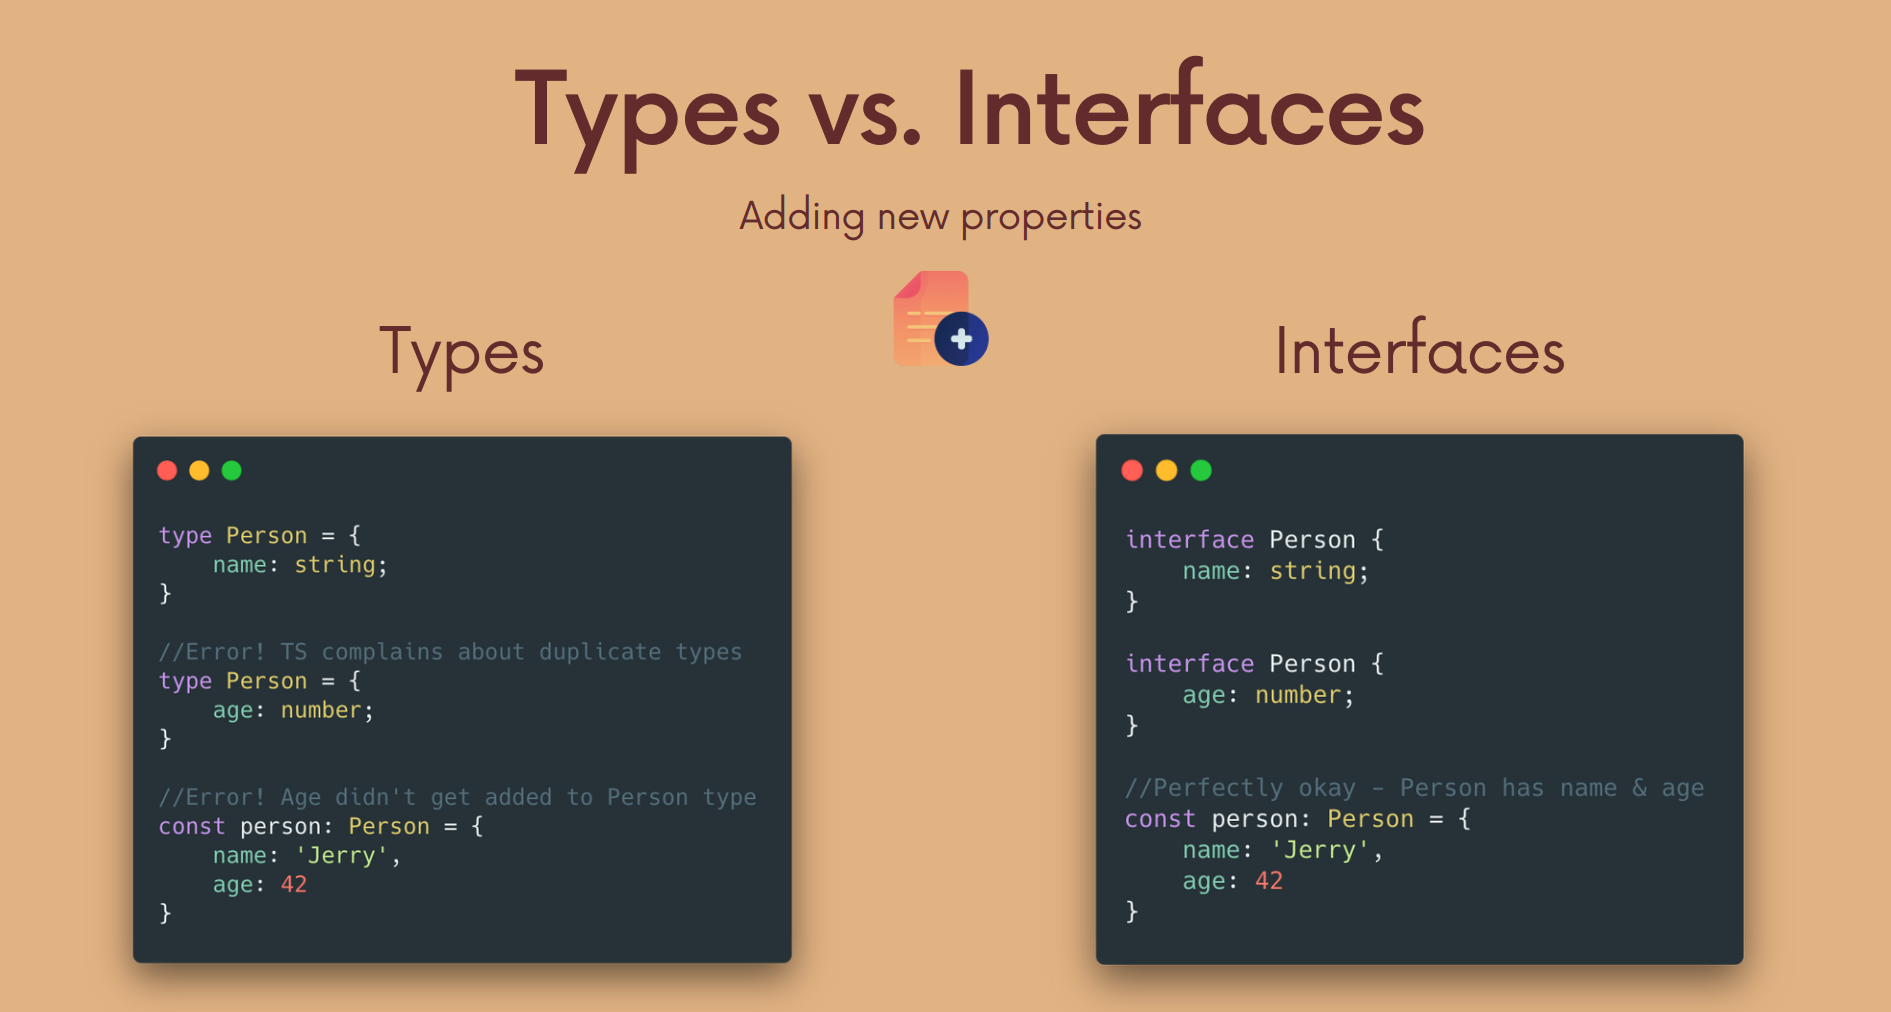 Types vs. Interfaces
Adding new properties
Types
type Person = {
    name: string;
}

//Error! TS complains about duplicate types
type Person = {
    age: number;
}

//Error! Age didn't get added to Person type
const person: Person = {
    name: 'Jerry',
    age: 42
}
Interfaces
interface Person {
    name: string;
}

interface Person {
    age: number;
}

//Perfectly okay - Person has name & age
const person: Person = {
    name: 'Jerry',
    age: 42
}